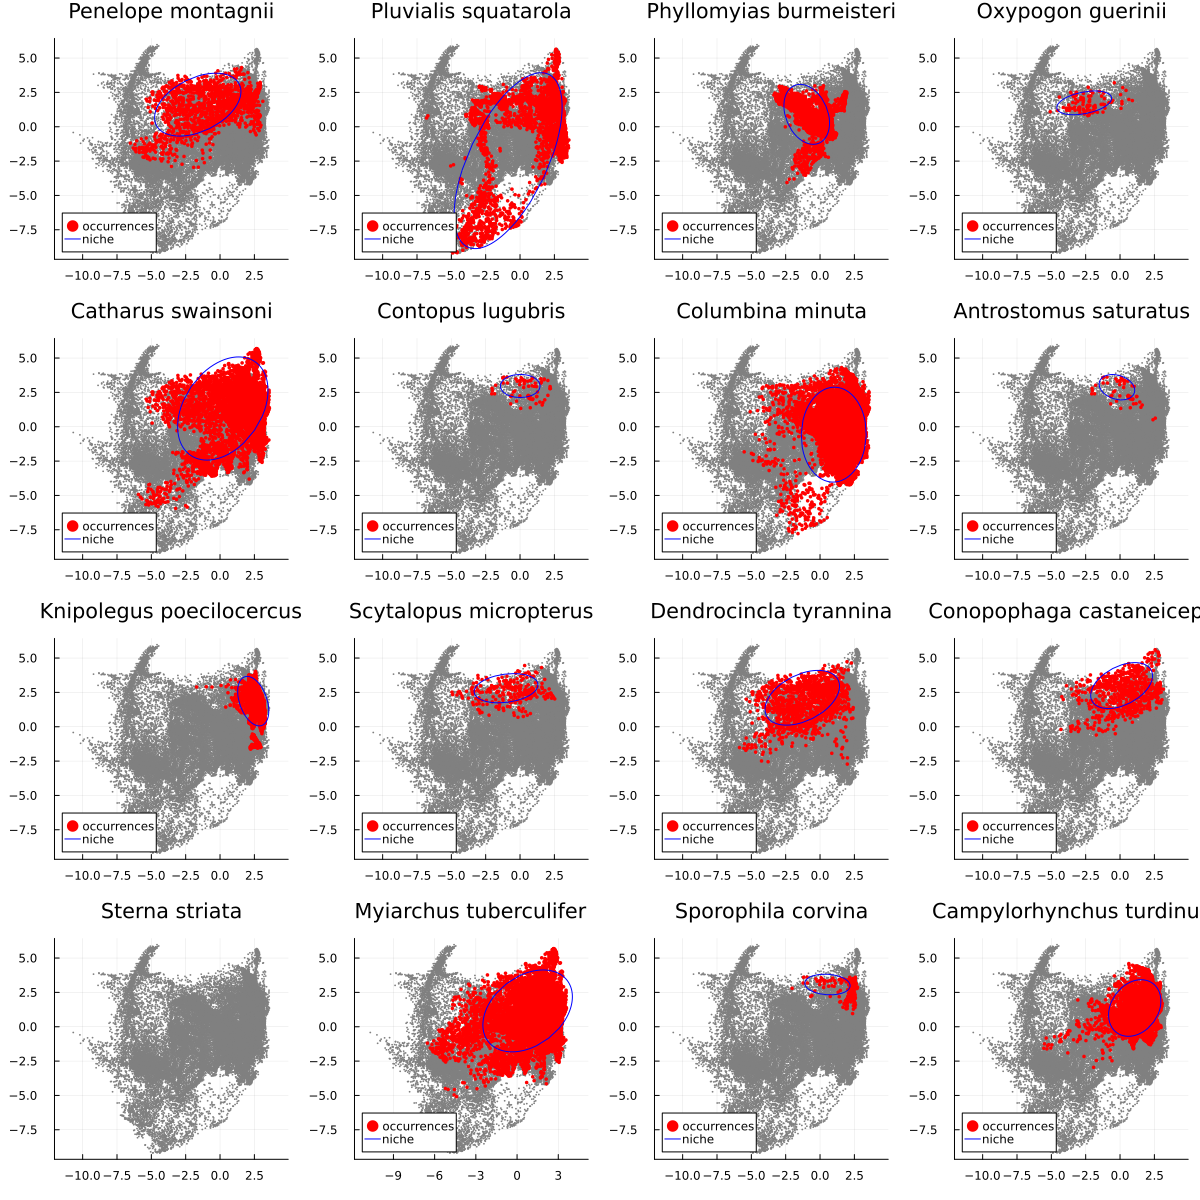 Penelope montagnii Pluvialis squatarola Phyllomyias burmeisteri Oxypogon guerinii
5.0 5.0 5.0 5.0
2.5 2.5 2.5 2.5
0.0 0.0 0.0 0.0
−2.5 −2.5 −2.5 −2.5
−5.0 −5.0 −5.0 −5.0
−7.5 occurrences −7.5 occurrences −7.5 occurrences −7.5 occurrences
niche niche niche niche
−10.0 −7.5 −5.0 −2.5 0.0 2.5 −10.0 −7.5 −5.0 −2.5 0.0 2.5 −10.0 −7.5 −5.0 −2.5 0.0 2.5 −10.0 −7.5 −5.0 −2.5 0.0 2.5
Catharus swainsoni Contopus lugubris Columbina minuta Antrostomus saturatus
5.0 5.0 5.0 5.0
2.5 2.5 2.5 2.5
0.0 0.0 0.0 0.0
−2.5 −2.5 −2.5 −2.5
−5.0 −5.0 −5.0 −5.0
−7.5 occurrences −7.5 occurrences −7.5 occurrences −7.5 occurrences
niche niche niche niche
−10.0 −7.5 −5.0 −2.5 0.0 2.5 −10.0 −7.5 −5.0 −2.5 0.0 2.5 −10.0 −7.5 −5.0 −2.5 0.0 2.5 −10.0 −7.5 −5.0 −2.5 0.0 2.5
Knipolegus poecilocercus Scytalopus micropterus Dendrocincla tyrannina Conopophaga castaneicep
5.0 5.0 5.0 5.0
2.5 2.5 2.5 2.5
0.0 0.0 0.0 0.0
−2.5 −2.5 −2.5 −2.5
−5.0 −5.0 −5.0 −5.0
−7.5 occurrences −7.5 occurrences −7.5 occurrences −7.5 occurrences
niche niche niche niche
−10.0 −7.5 −5.0 −2.5 0.0 2.5 −10.0 −7.5 −5.0 −2.5 0.0 2.5 −10.0 −7.5 −5.0 −2.5 0.0 2.5 −10.0 −7.5 −5.0 −2.5 0.0 2.5
Sterna striata Myiarchus tuberculifer Sporophila corvina Campylorhynchus turdinu
5.0 5.0 5.0 5.0
2.5 2.5 2.5 2.5
0.0 0.0 0.0 0.0
−2.5 −2.5 −2.5 −2.5
−5.0 −5.0 −5.0 −5.0
−7.5 −7.5 occurrences −7.5 occurrences −7.5 occurrences
niche niche niche
−10.0 −7.5 −5.0 −2.5 0.0 2.5 −9 −6 −3 0 3 −10.0 −7.5 −5.0 −2.5 0.0 2.5 −10.0 −7.5 −5.0 −2.5 0.0 2.5